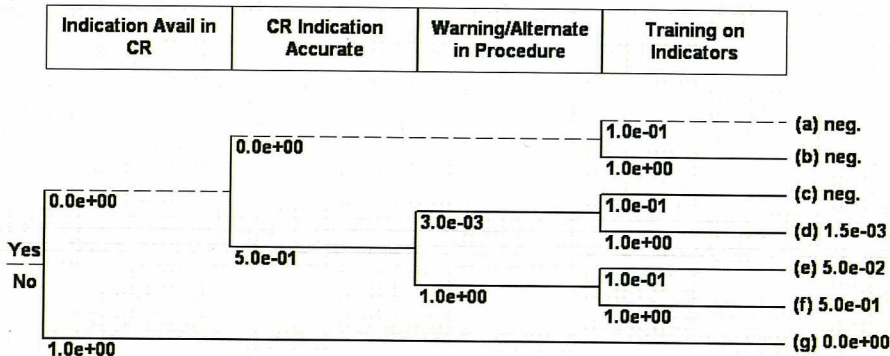 Indication Avail in CR
CR Indication Accurate
Warning/Alternate in Procedure
Training on Indicators
1.0e-01
(a) neg.
0.0e+00
1.0e+00
(b) neg.
0.0e+00
1.0e-01
(c) neg.
3.0e-03
1.0e+00
(d) 1.5e-03
Yes
5.0e-01
1.0e-01
(e) 5.0e-02
No
1.0e+00
1.0e+00
(f) 5.0e-01
1.0e+00
(g) 0.0e+00